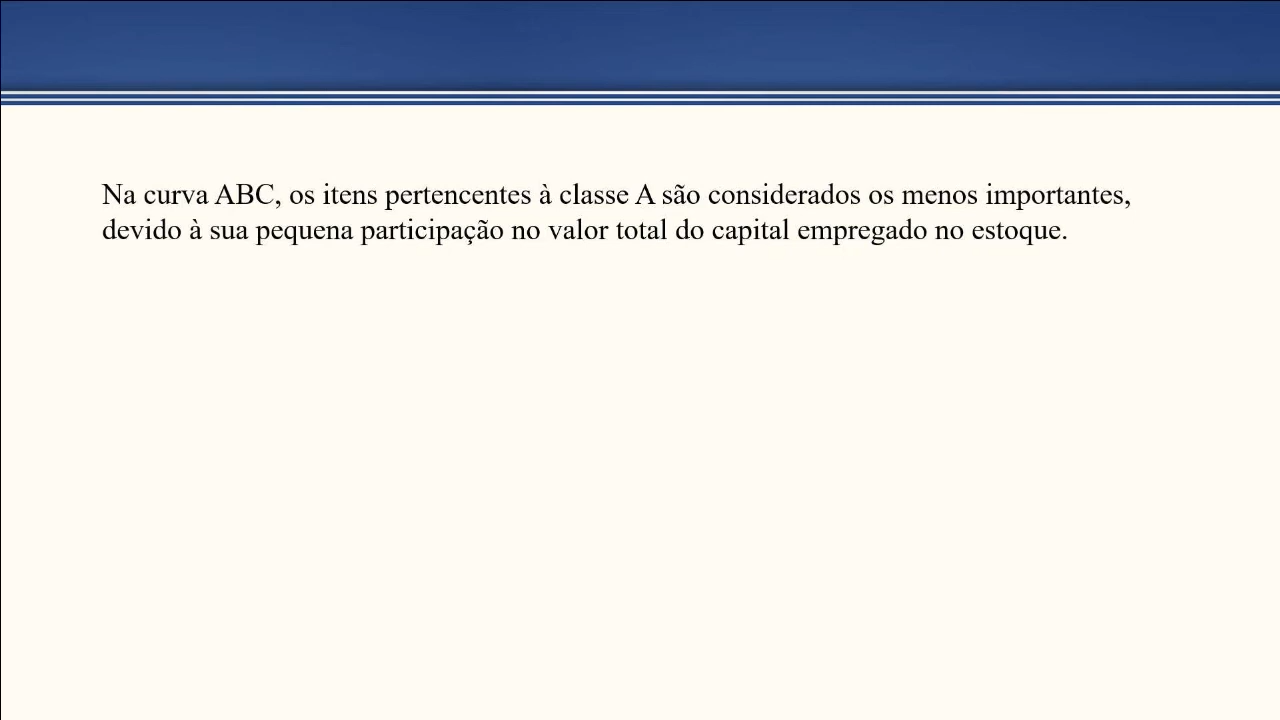 Na curva ABC, os itens pertencentes à classe A são considerados os menos importantes,
devido à sua pequena participação no valor total do capital empregado no estoque.